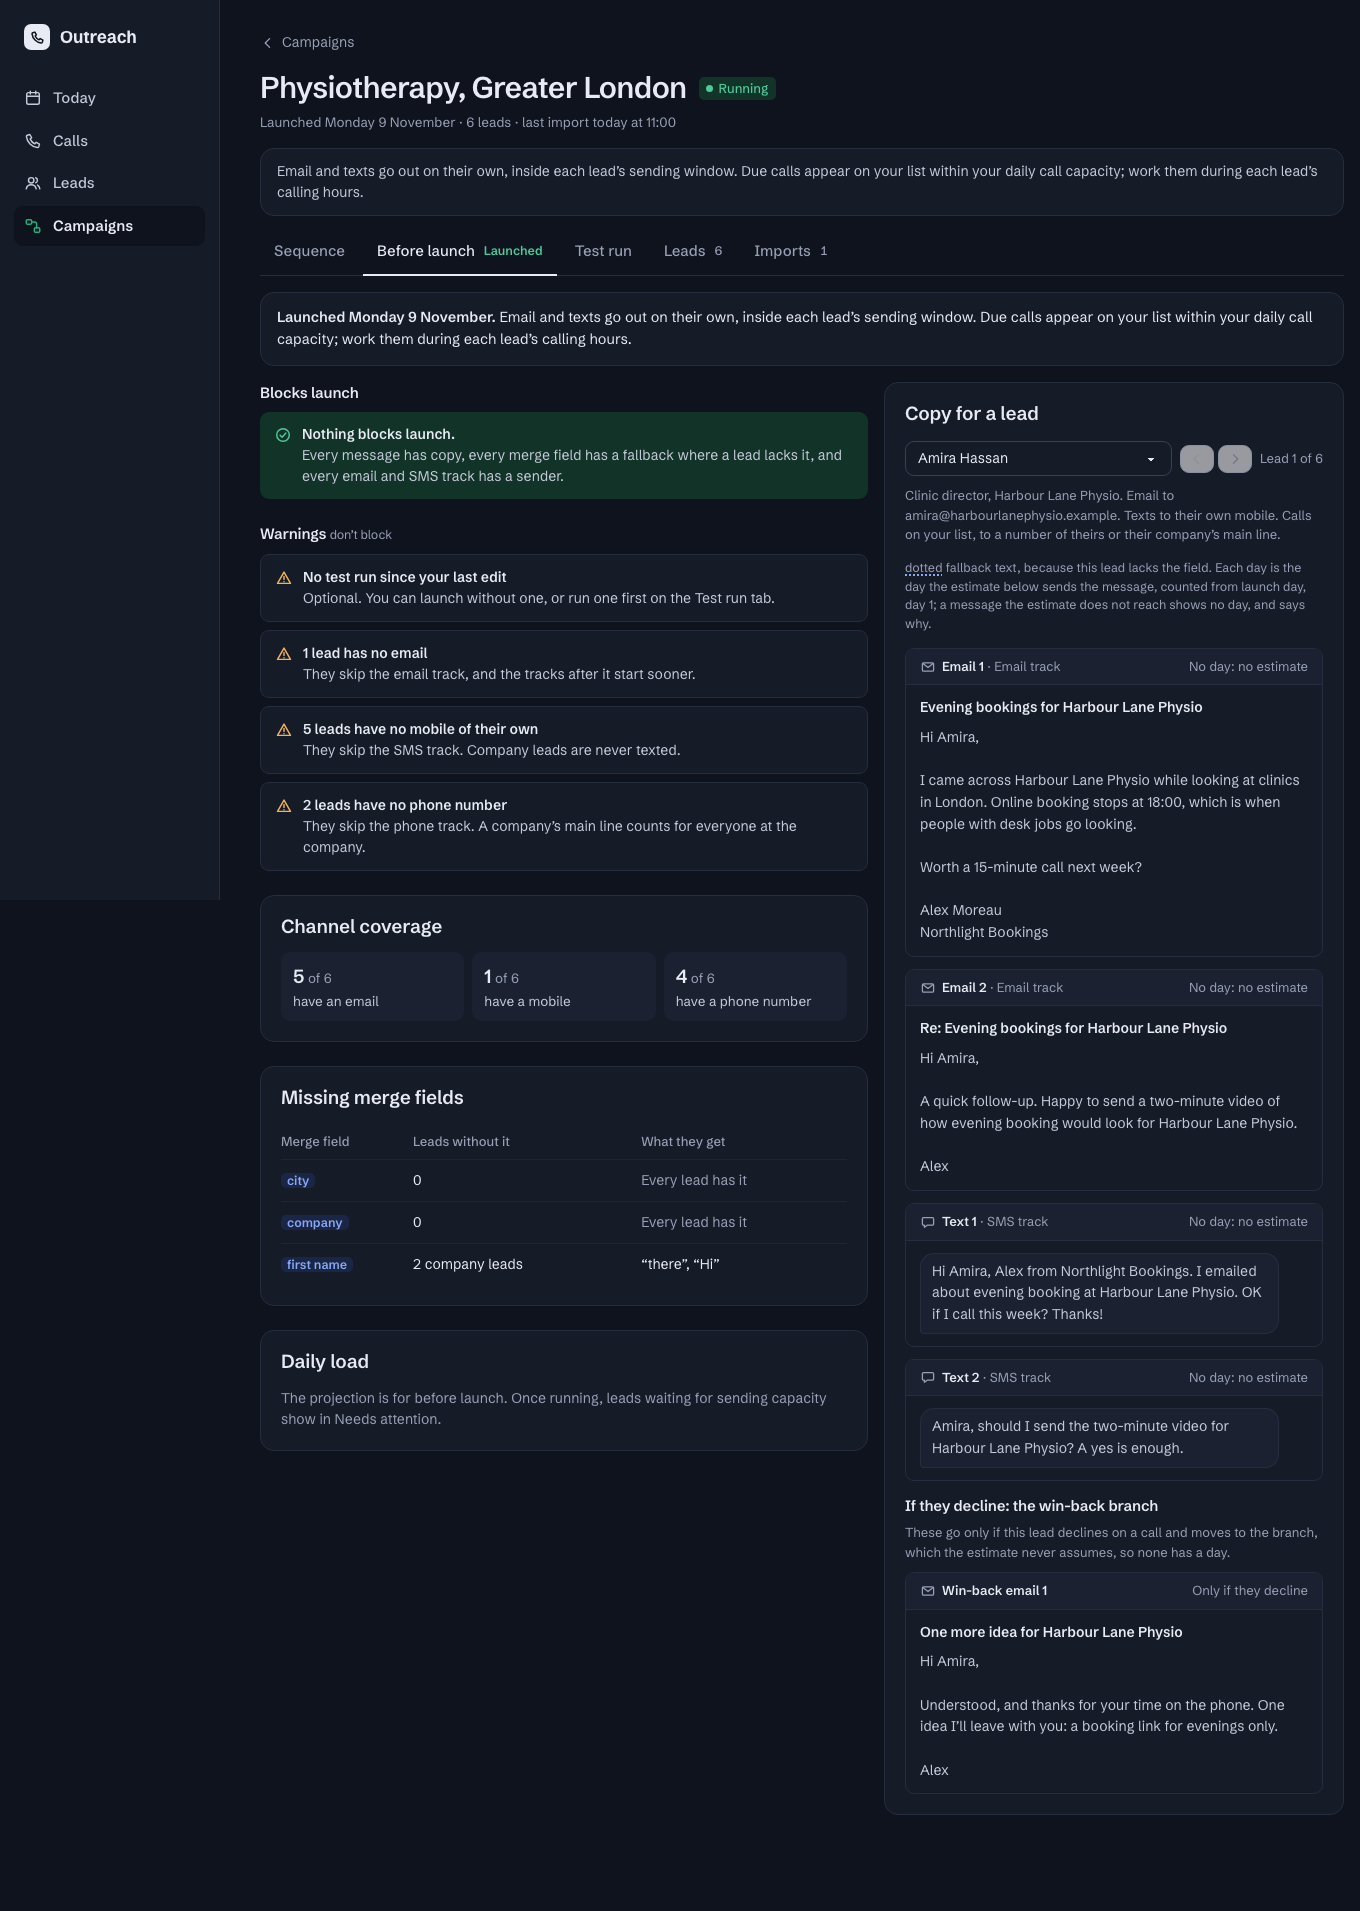 Outreach
Today
Calls
Leads
Campaigns
Campaigns
Physiotherapy, Greater London
Running
Launched Monday 9 November · 6 leads · last import today at 11:00
Email and texts go out on their own, inside each lead’s sending window. Due calls appear on your list within your daily call capacity; work them during each lead’s
calling hours.
Sequence
Before launch Launched
Test run
Leads 6
Imports 1
Launched Monday 9 November. Email and texts go out on their own, inside each lead’s sending window. Due calls appear on your list within your daily call
capacity; work them during each lead’s calling hours.
Blocks launch
Nothing blocks launch.
Every message has copy, every merge field has a fallback where a lead lacks it, and
every email and SMS track has a sender.
Warnings don’t block
No test run since your last edit
Optional. You can launch without one, or run one first on the Test run tab.
1 lead has no email
They skip the email track, and the tracks after it start sooner.
5 leads have no mobile of their own
They skip the SMS track. Company leads are never texted.
2 leads have no phone number
They skip the phone track. A company’s main line counts for everyone at the
company.
Channel coverage
5 of 6
have an email
1 of 6
have a mobile
4 of 6
have a phone number
Missing merge fields
Merge field Leads without it What they get
city 0 Every lead has it
company 0 Every lead has it
first name 2 company leads “there”, “Hi”
Daily load
The projection is for before launch. Once running, leads waiting for sending capacity
show in Needs attention.
Copy for a lead
Amira Hassan
Lead 1 of 6
Clinic director, Harbour Lane Physio. Email to
amira@harbourlanephysio.example. Texts to their own mobile. Calls
on your list, to a number of theirs or their company’s main line.
dotted fallback text, because this lead lacks the field. Each day is the
day the estimate below sends the message, counted from launch day,
day 1; a message the estimate does not reach shows no day, and says
why.
Email 1 · Email track No day: no estimate
Evening bookings for Harbour Lane Physio
Hi Amira,
I came across Harbour Lane Physio while looking at clinics
in London. Online booking stops at 18:00, which is when
people with desk jobs go looking.
Worth a 15-minute call next week?
Alex Moreau
Northlight Bookings
Email 2 · Email track No day: no estimate
Re: Evening bookings for Harbour Lane Physio
Hi Amira,
A quick follow-up. Happy to send a two-minute video of
how evening booking would look for Harbour Lane Physio.
Alex
Text 1 · SMS track No day: no estimate
Hi Amira, Alex from Northlight Bookings. I emailed
about evening booking at Harbour Lane Physio. OK
if I call this week? Thanks!
Text 2 · SMS track No day: no estimate
Amira, should I send the two-minute video for
Harbour Lane Physio? A yes is enough.
If they decline: the win-back branch
These go only if this lead declines on a call and moves to the branch,
which the estimate never assumes, so none has a day.
Win-back email 1 Only if they decline
One more idea for Harbour Lane Physio
Hi Amira,
Understood, and thanks for your time on the phone. One
idea I’ll leave with you: a booking link for evenings only.
Alex